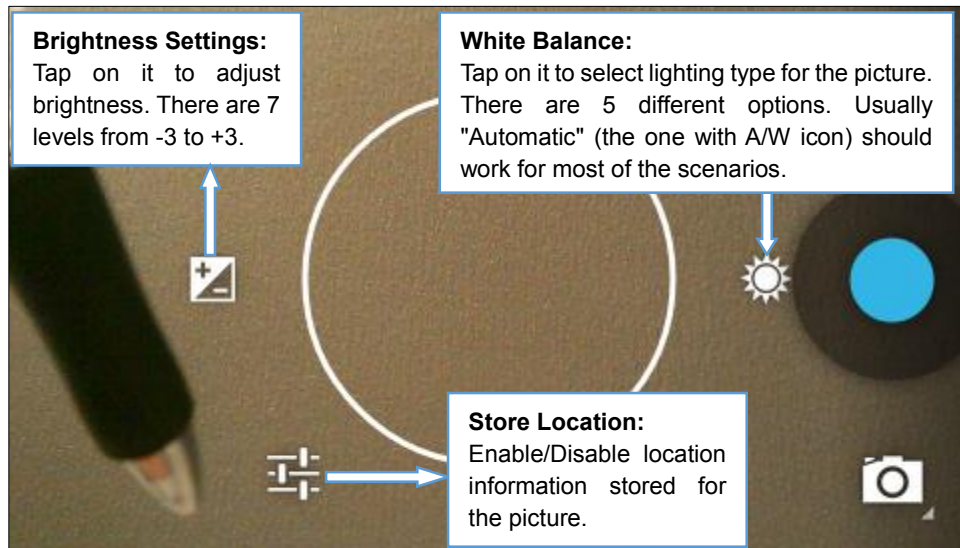 Brightness Settings:
Tap on it to adjust
brightness. There are 7
levels from -3 to +3.
White Balance:
Tap on it to select lighting type for the picture.
There are 5 different options. Usually
"Automatic" (the one with A/W icon) should
work for most of the scenarios.
Store Location:
Enable/Disable location
information stored for
the picture.